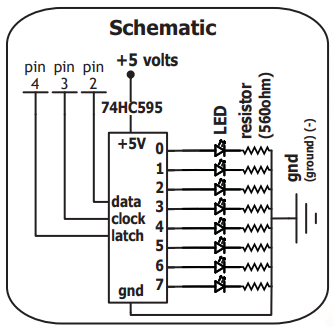 Schematic
+5 volts
pin
4
pin
3
pin
2
74HC595
+5V
LED
resistor
(560ohm)
gnd
(ground) (-)
0
1
2
3
4
5
6
7
data
clock
latch
gnd